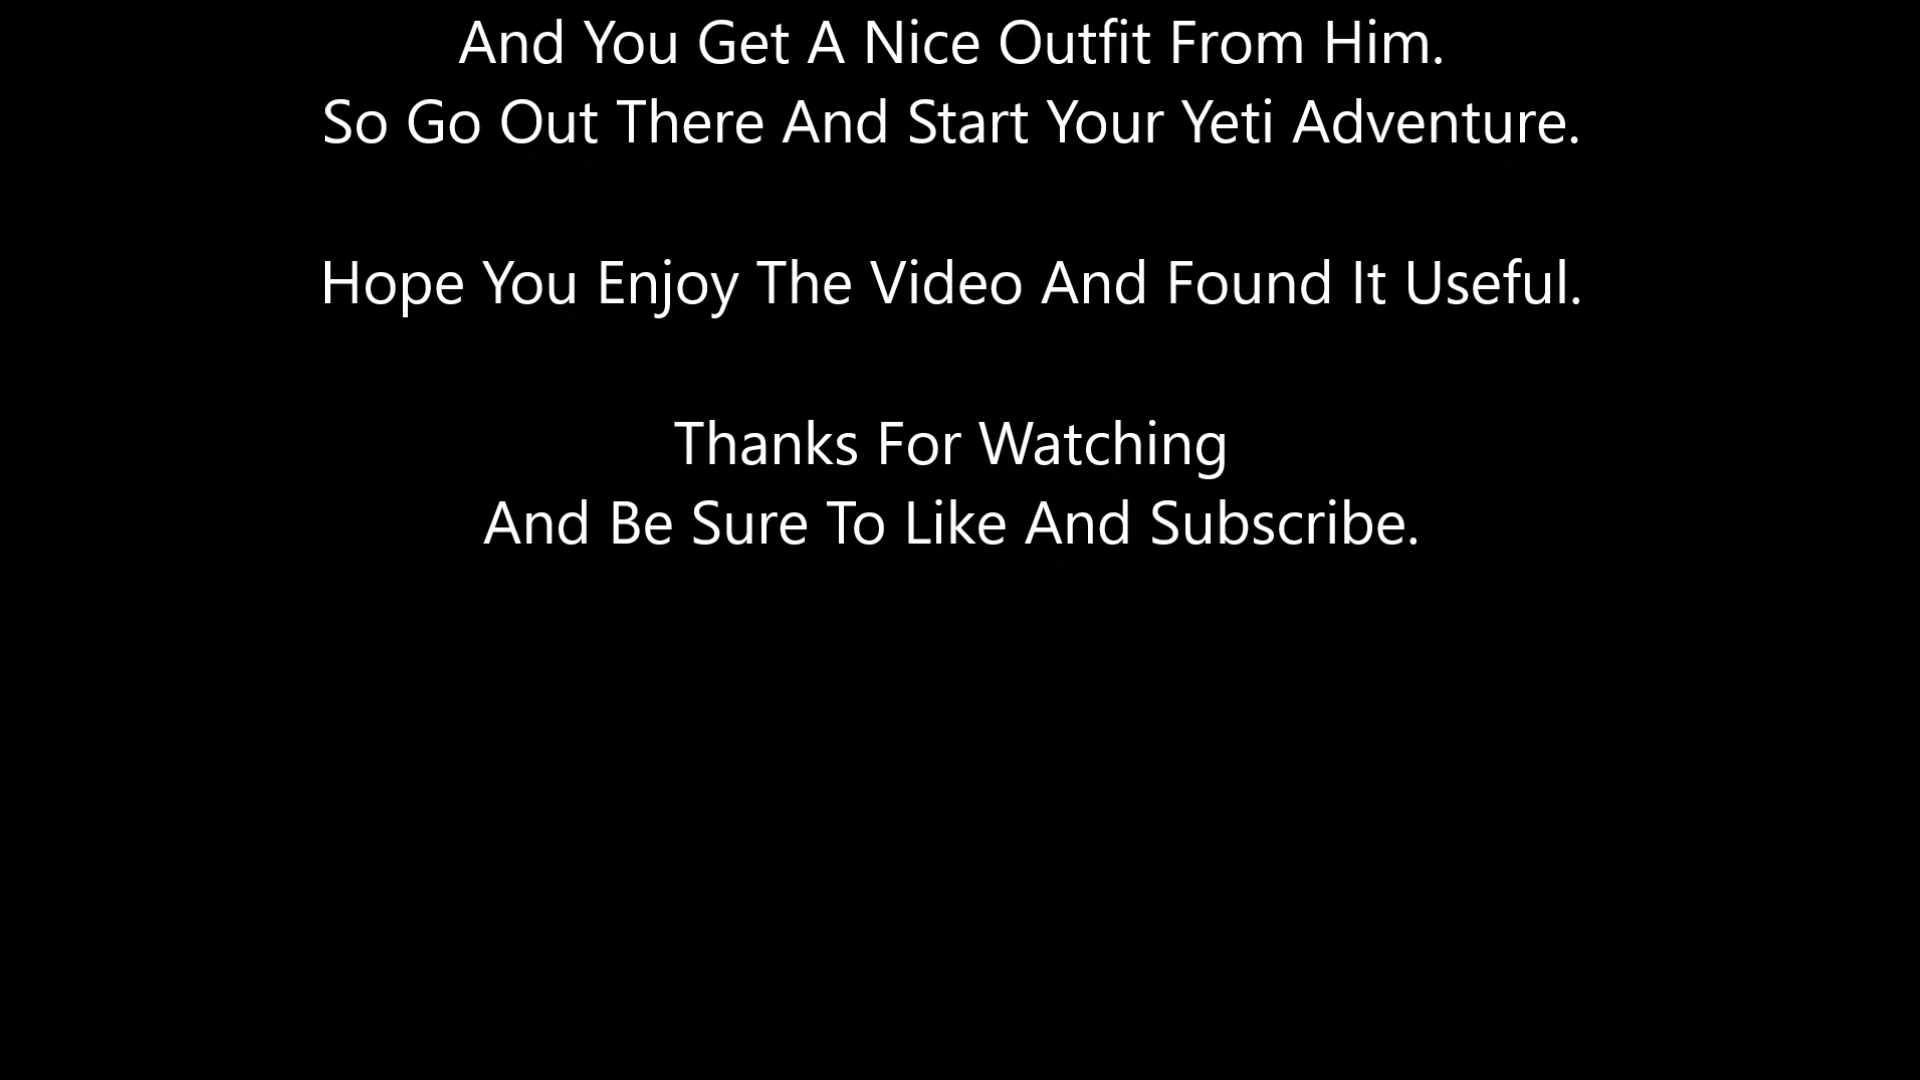 And You Get A Nice Outfit From Him.
So Go Out There And Start Your Yeti Adventure.
Hope You Enjoy The Video And Found It Useful.
Thanks For Watching
And Be Sure To Like And Subscribe.